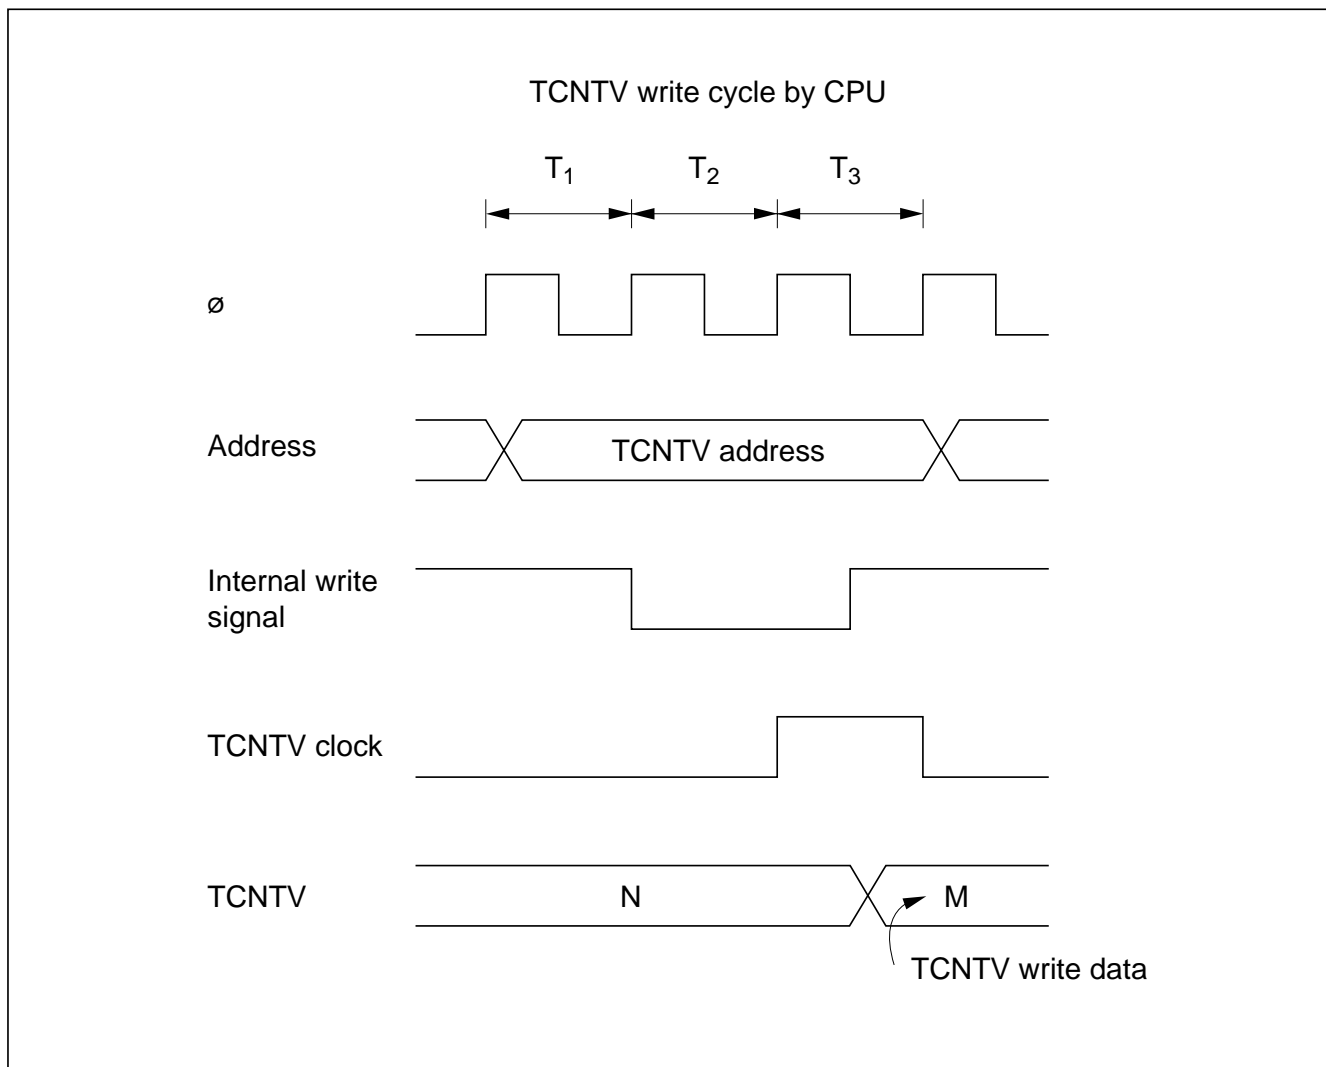 TCNTV write cycle by CPU
T1 T2 T3
ø
Address
TCNTV address
Internal write
signal
TCNTV clock
TCNTV
N
M
TCNTV write data